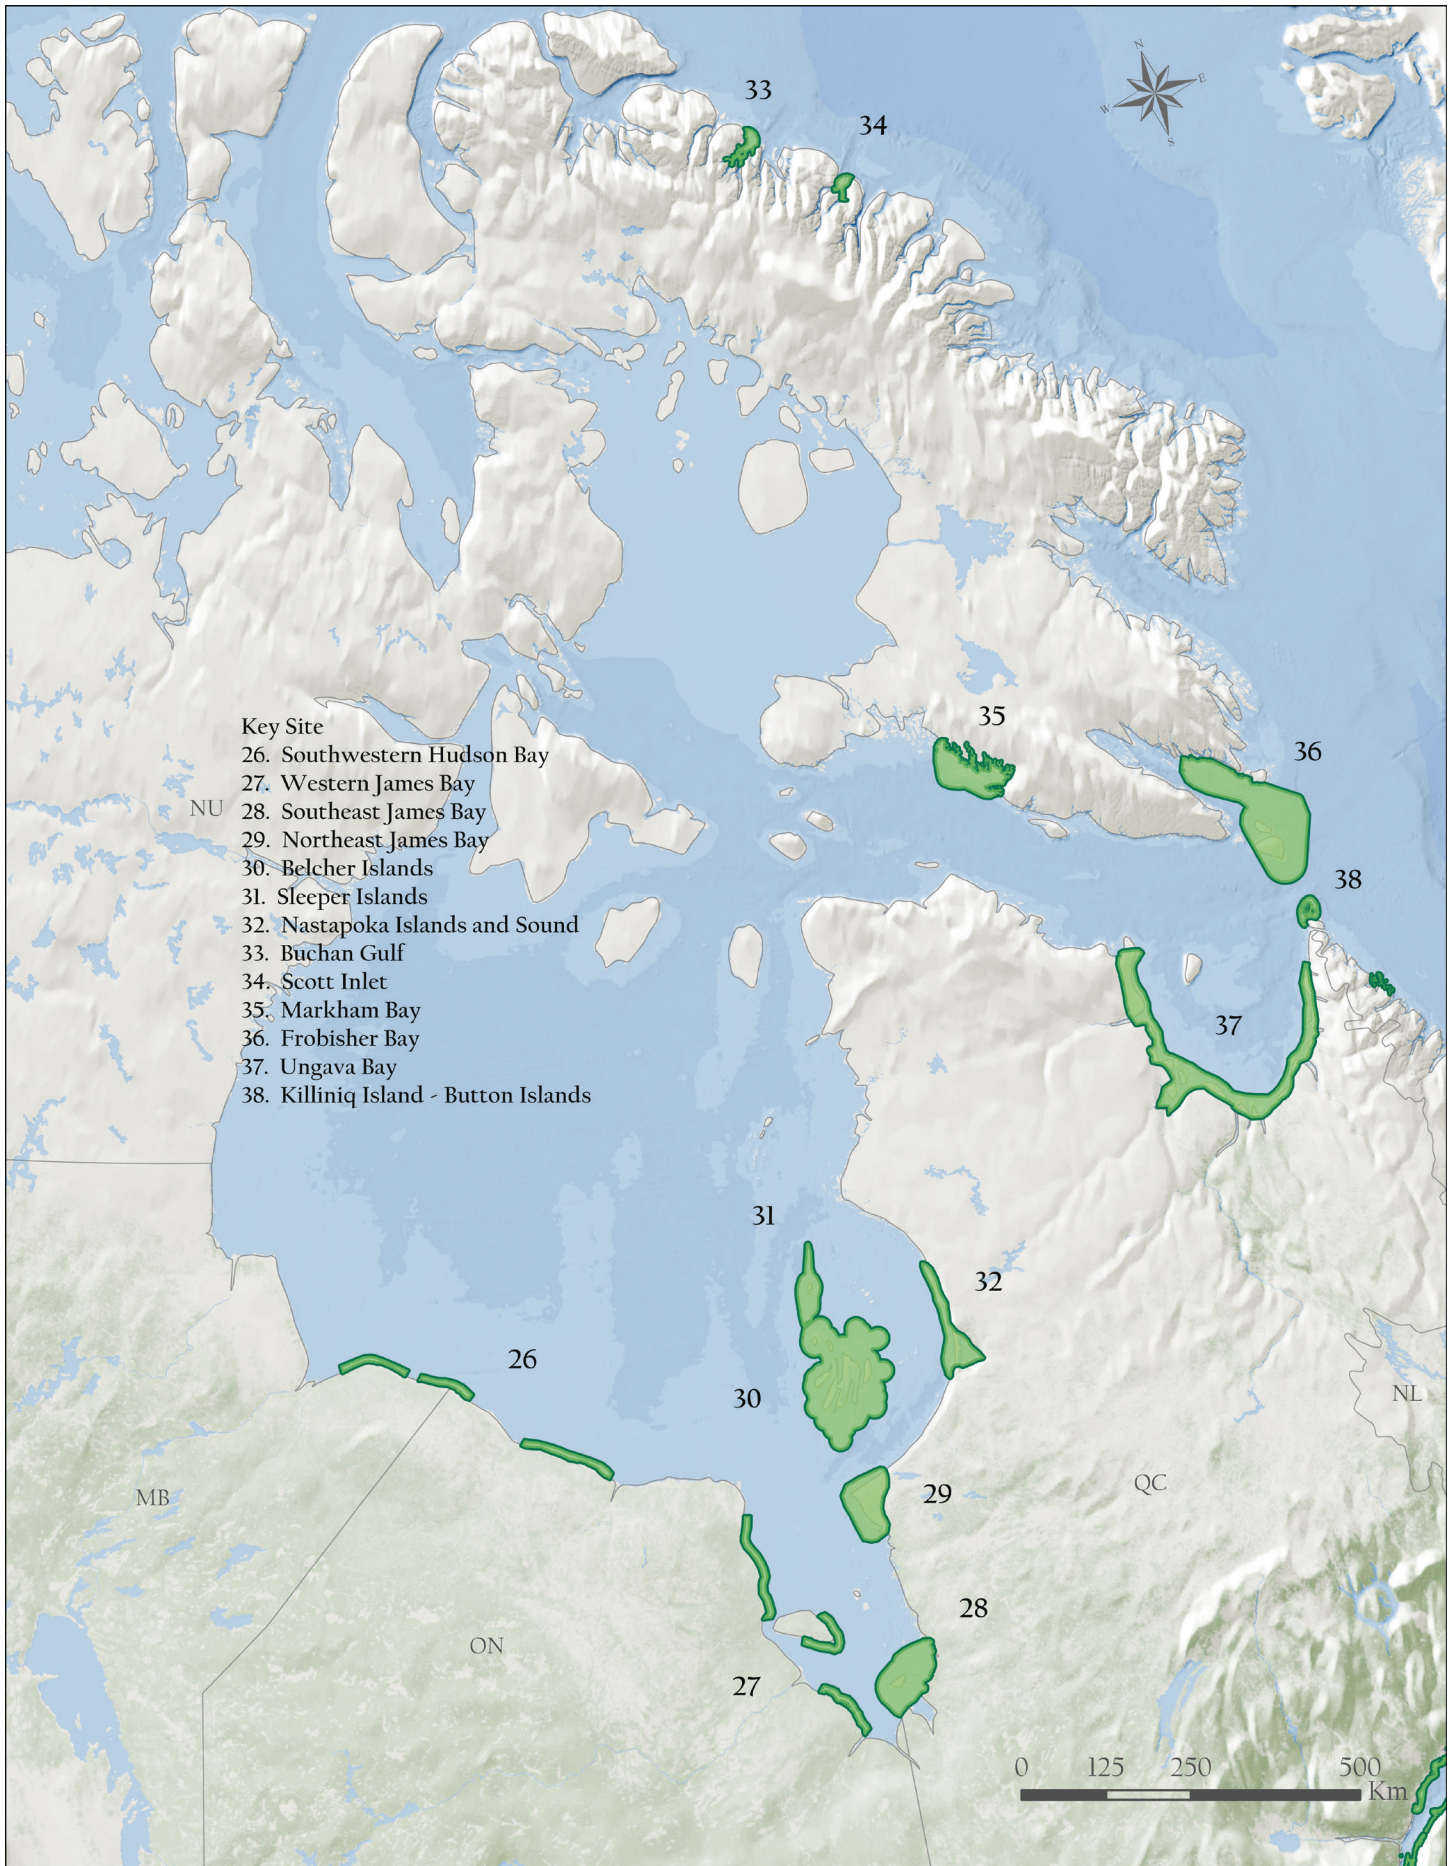 33
N
E
W
S
34
35
36
Key Site
26. Southwestern Hudson Bay
27. Western James Bay
28. Southeast James Bay
29. Northeast James Bay
30. Belcher Islands
31. Sleeper Islands
32. Nastapoka Islands and Sound
33. Buchan Gulf
34. Scott Inlet
35. Markham Bay
36. Frobisher Bay
37. Ungava Bay
38. Killiniq Island - Button Islands
NU
38
37
31
32
26
30
NL
MB
29
QC
28
ON
27
0 125 250 500 Km